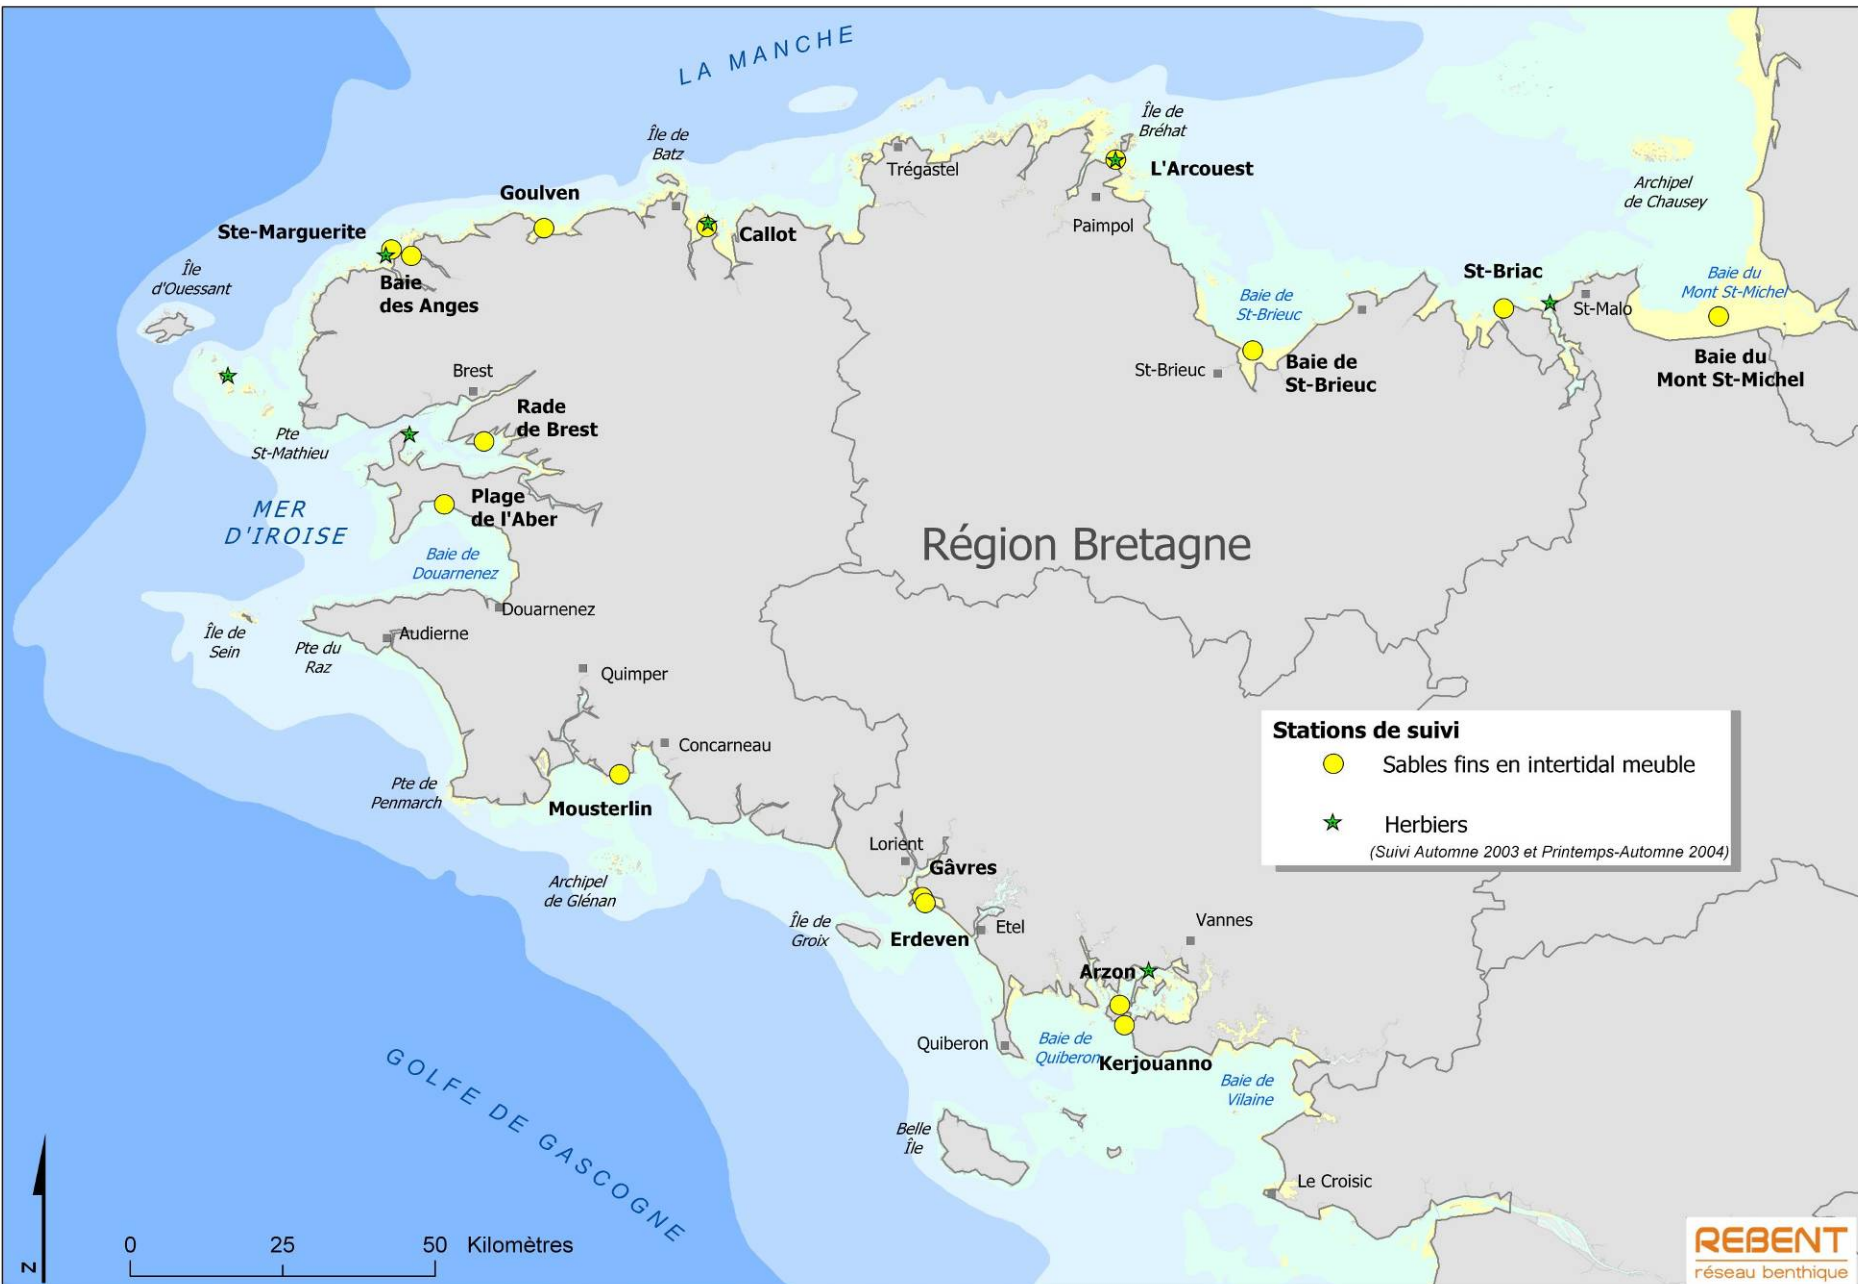 LA MANCHE
Île de
Bréhat
Île de
Batz
Trégastel
L'Arcouest
Archipel
de Chausey
Goulven
Paimpol
Ste-Marguerite
Callot
Île
d'Ouessant
Baie
des Anges
St-Briac
Baie du
Mont St-Michel
Baie de
St-Brieuc
St-Malo
Brest
St-Brieuc
Baie de
St-Brieuc
Baie du
Mont St-Michel
Rade
de Brest
Pte
St-Mathieu
Plage
de l'Aber
MER
D'IROISE
Région Bretagne
Baie de
Douarnenez
Douarnenez
Île de
Sein
Audierne
Pte du
Raz
Quimper
Stations de suivi
Sables fins en intertidal meuble
Herbiers
(Suivi Automne 2003 et Printemps-Automne 2004)
Concarneau
Pte de
Penmarch
Mousterlin
Lorient
Gâvres
Archipel
de Glénan
Île de
Groix
Erdeven
Etel
Vannes
Arzon
Quiberon
Baie de
Quiberon
Kerjouanno
Baie de
Vilaine
GOLFE DE GASCOGNE
Belle
Île
Le Croisic
N
0 25 50 Kilomètres
REBENT
réseau benthique